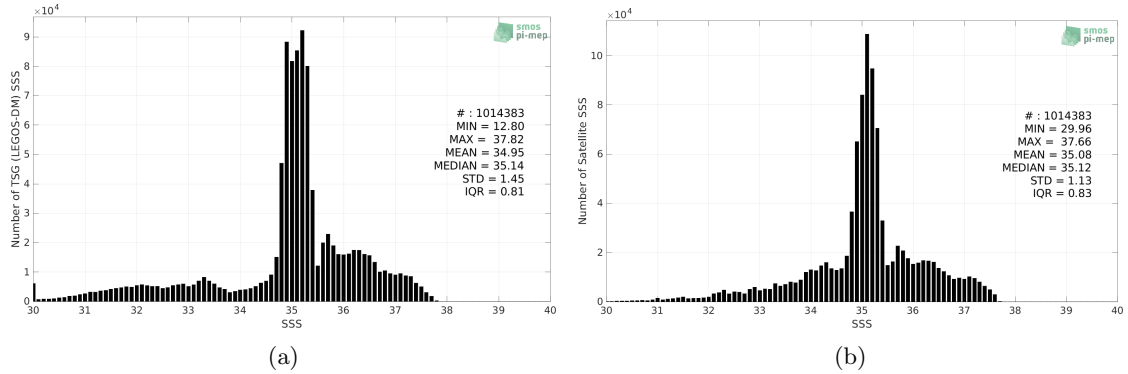 ×10⁴
smos
pi-mep
9
8
7
6
5
4
3
2
1
0
Number of TSG (LEGOS-DM) SSS
# : 1014383
MIN = 12.80
MAX = 37.82
MEAN = 34.95
MEDIAN = 35.14
STD = 1.45
IQR = 0.81
30 31 32 33 34 35 36 37 38 39 40
SSS
(a)
×10⁴
smos
pi-mep
10
8
6
4
2
0
Number of Satellite SSS
# : 1014383
MIN = 29.96
MAX = 37.66
MEAN = 35.08
MEDIAN = 35.12
STD = 1.13
IQR = 0.83
30 31 32 33 34 35 36 37 38 39 40
SSS
(b)